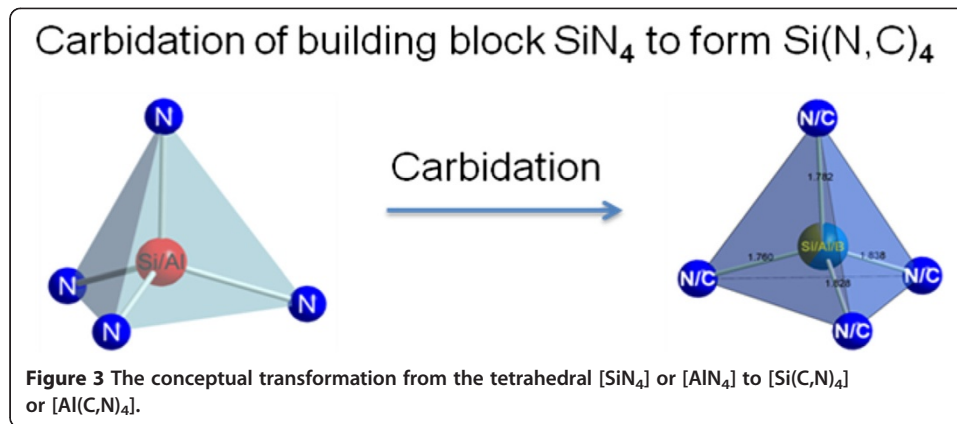 Carbidation of building block SiN₄ to form Si(N,C)₄
N
Si/Al
N
N
N
Carbidation
N/C
1.782
Si/Al/B
1.760
1.838
N/C
1.828
N/C
N/C
Figure 3 The conceptual transformation from the tetrahedral [SiN₄] or [AlN₄] to [Si(C,N)₄]
or [Al(C,N)₄].